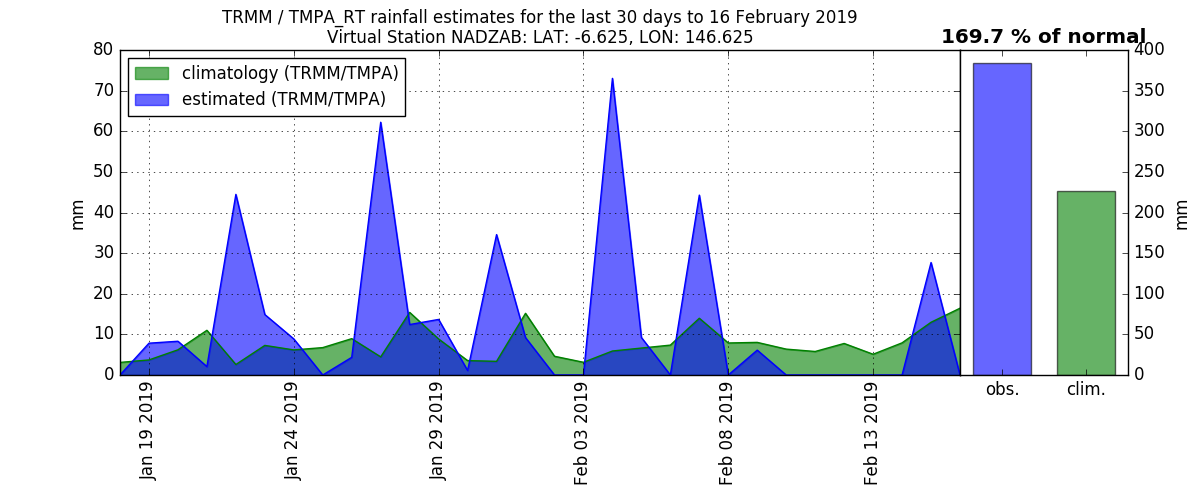 TRMM / TMPA_RT rainfall estimates for the last 30 days to 16 February 2019
Virtual Station NADZAB: LAT: -6.625, LON: 146.625
169.7 % of normal
climatology (TRMM/TMPA)
estimated (TRMM/TMPA)
mm
80
70
60
50
40
30
20
10
0
Jan 19 2019
Jan 24 2019
Jan 29 2019
Feb 03 2019
Feb 08 2019
Feb 13 2019
obs.
clim.
400
350
300
250
200
150
100
50
0
mm